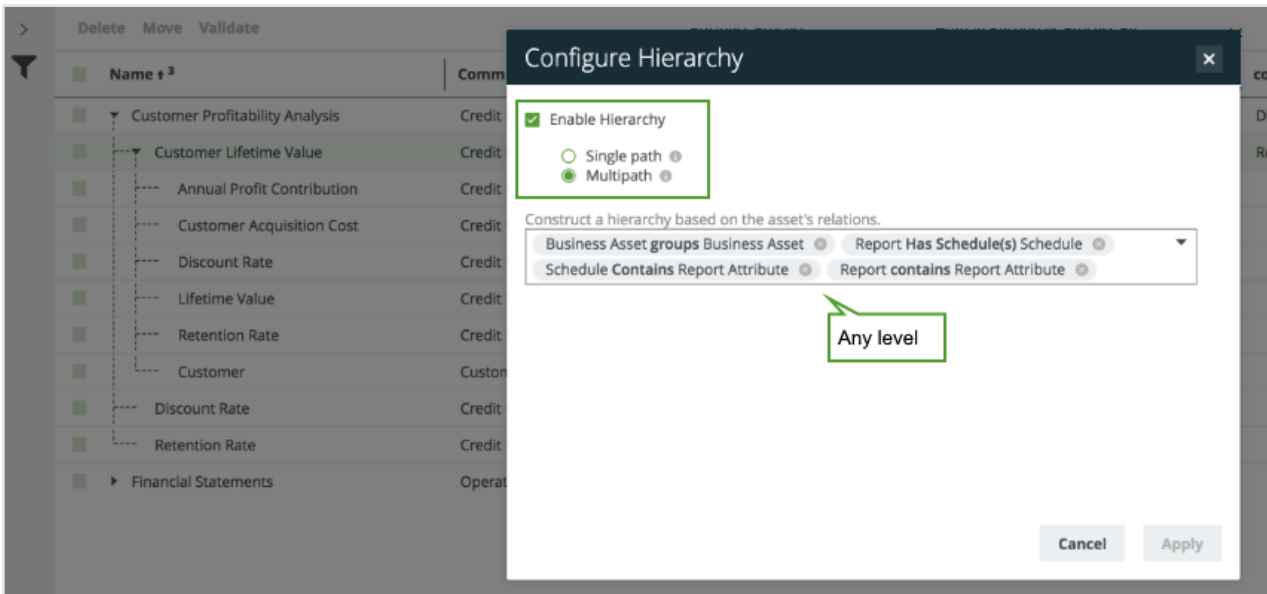 Delete Move Validate
Configure Hierarchy
Name 3
Comm
co
Customer Profitability Analysis
Credit
D
Customer Lifetime Value
Credit
Re
Annual Profit Contribution
Credit
Customer Acquisition Cost
Credit
Discount Rate
Credit
Lifetime Value
Credit
Retention Rate
Credit
Customer
Custom
Discount Rate
Credit
Retention Rate
Credit
Financial Statements
Operat
Enable Hierarchy
Single path
Multipath
Construct a hierarchy based on the asset's relations.
Business Asset groups Business Asset Report Has Schedule(s) Schedule
Schedule Contains Report Attribute Report contains Report Attribute
Any level
Cancel Apply